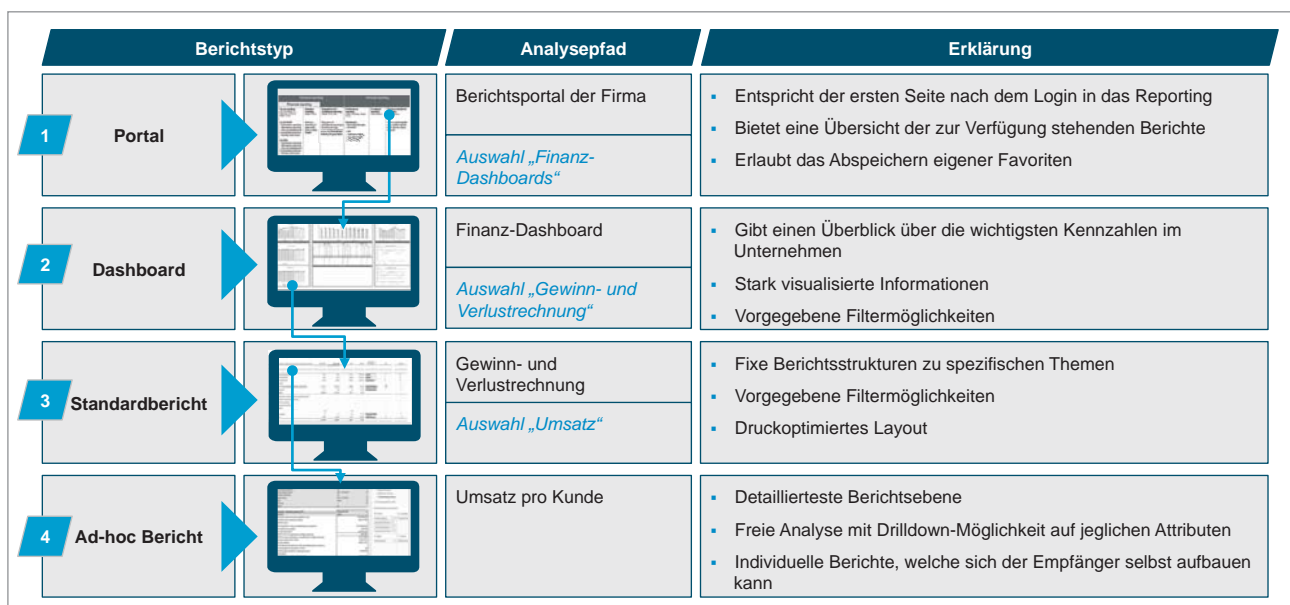 Berichtstyp
Analysepfad
Erklärung
1
Portal
Berichtsportal der Firma
Auswahl „Finanz-
Dashboards“
▪ Entspricht der ersten Seite nach dem Login in das Reporting
▪ Bietet eine Übersicht der zur Verfügung stehenden Berichte
▪ Erlaubt das Abspeichern eigener Favoriten
2
Dashboard
Finanz-Dashboard
Auswahl „Gewinn- und
Verlustrechnung“
▪ Gibt einen Überblick über die wichtigsten Kennzahlen im
Unternehmen
▪ Stark visualisierte Informationen
▪ Vorgegebene Filtermöglichkeiten
3
Standardbericht
Gewinn- und
Verlustrechnung
Auswahl „Umsatz“
▪ Fixe Berichtsstrukturen zu spezifischen Themen
▪ Vorgegebene Filtermöglichkeiten
▪ Druckoptimiertes Layout
4
Ad-hoc Bericht
Umsatz pro Kunde
▪ Detaillierteste Berichtsebene
▪ Freie Analyse mit Drilldown-Möglichkeit auf jeglichen Attributen
▪ Individuelle Berichte, welche sich der Empfänger selbst aufbauen
kann